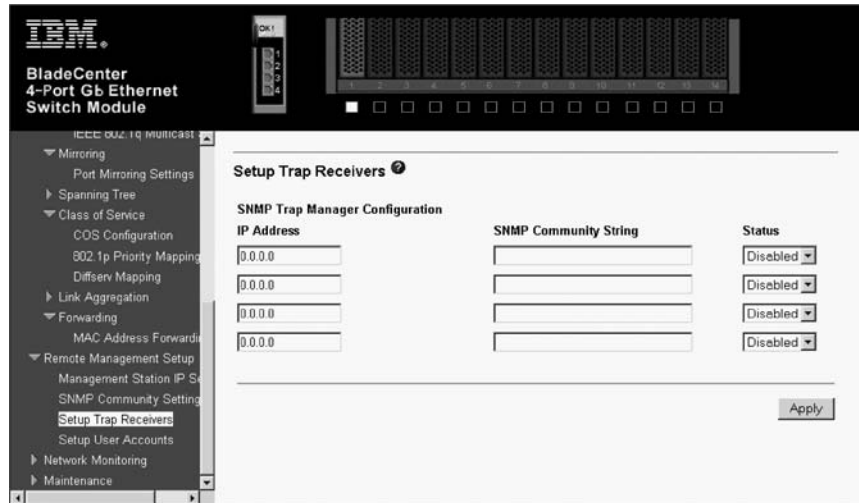 IBM.
BladeCenter
4-Port Gb Ethernet
Switch Module
OK!
1
2
3
4
1 2 3 4 5 6 7 8 9 10 11 12 13 14
IEEE 802.1q Multicast
Mirroring
Port Mirroring Settings
Spanning Tree
Class of Service
COS Configuration
802.1p Priority Mapping
Diffserv Mapping
Link Aggregation
Forwarding
MAC Address Forwardi
Remote Management Setup
Management Station IP Se
SNMP Community Setting
Setup Trap Receivers
Setup User Accounts
Network Monitoring
Maintenance
Setup Trap Receivers ?
SNMP Trap Manager Configuration
IP Address SNMP Community String Status
0.0.0.0 Disabled
0.0.0.0 Disabled
0.0.0.0 Disabled
0.0.0.0 Disabled
Apply